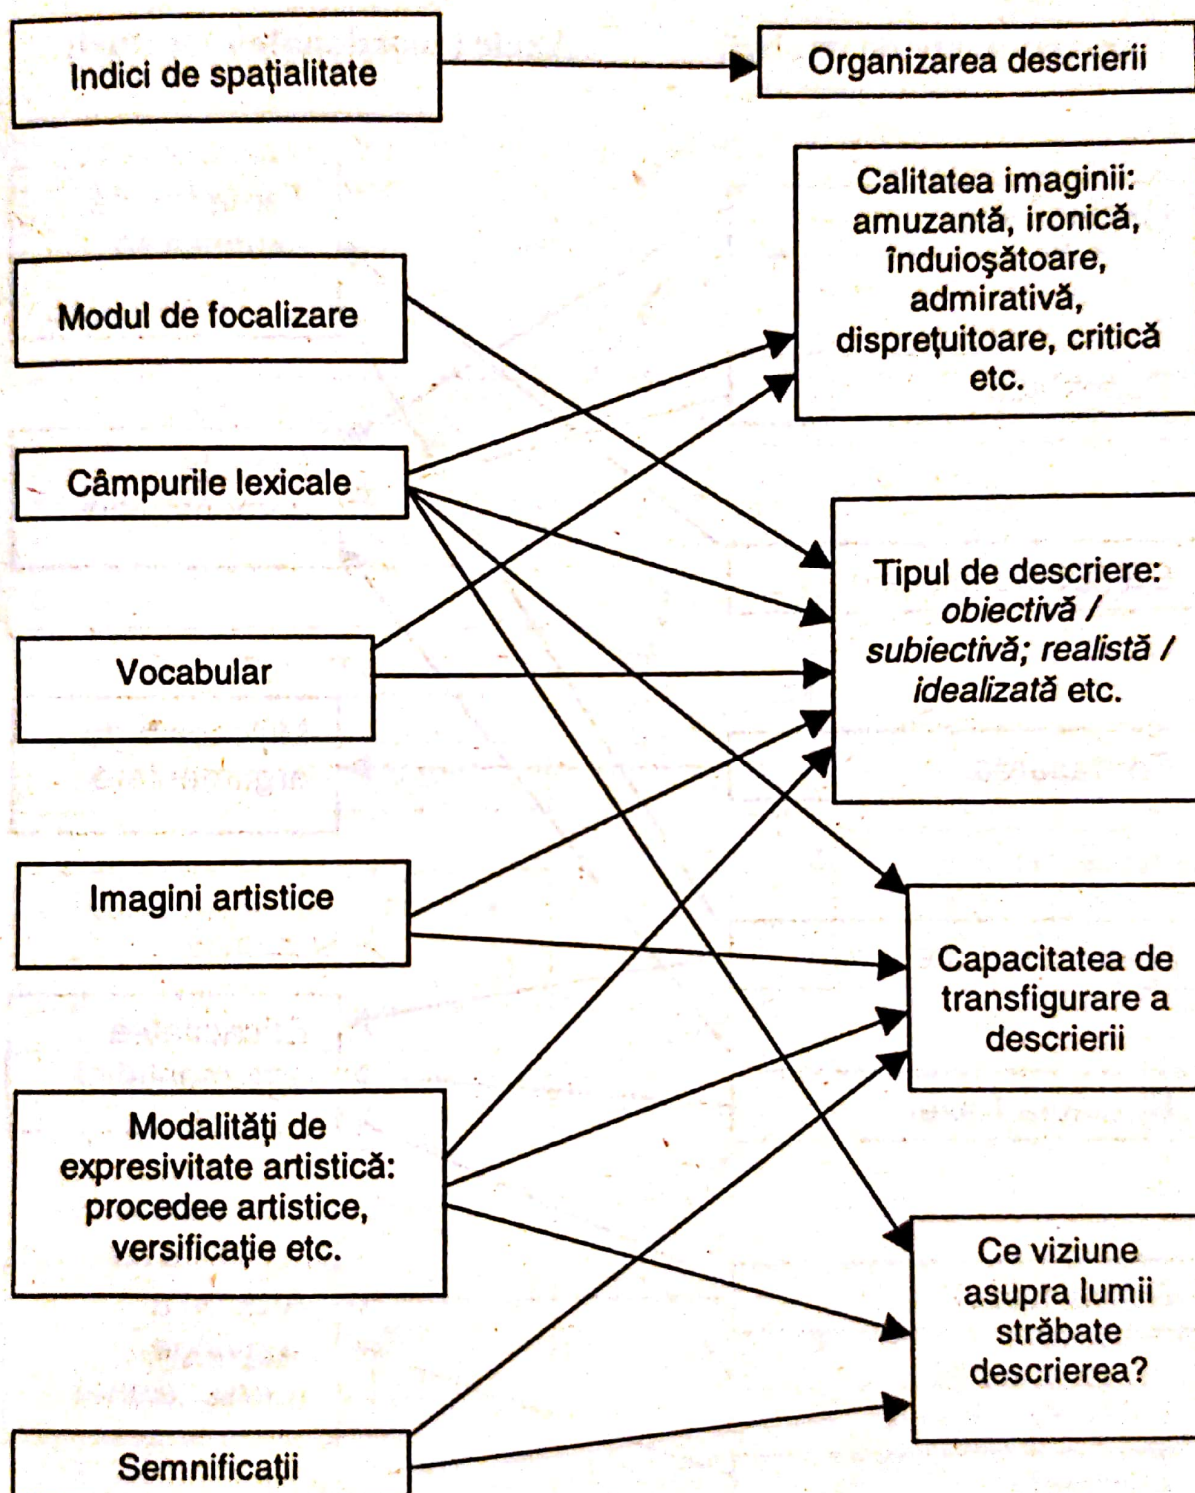 Indici de spațialitate
Organizarea descrierii
Calitatea imaginii:
amuzantă, ironică,
înduioşătoare,
admirativă,
disprețuitoare, critică
etc.
Modul de focalizare
Câmpurile lexicale
Tipul de descriere:
obiectivă /
subiectivă; realistă /
idealizată etc.
Vocabular
Imagini artistice
Capacitatea de
transfigurare a
descrierii
Modalități de
expresivitate artistică:
procedee artistice,
versificație etc.
Ce viziune
asupra lumii
străbate
descrierea?
Semnificații